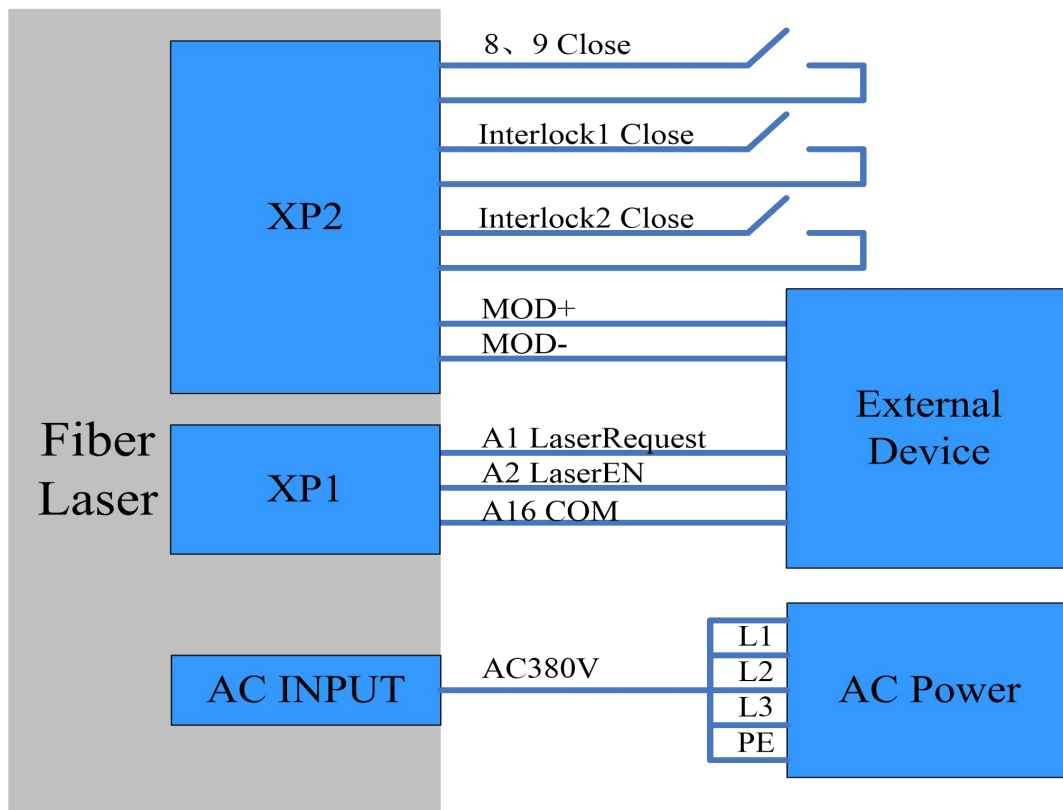 8、9 Close
Interlock1 Close
XP2
Interlock2 Close
MOD+
MOD-
External
Device
Fiber
Laser
XP1
A1 LaserRequest
A2 LaserEN
A16 COM
AC INPUT
AC380V
L1
L2
L3
PE
AC Power